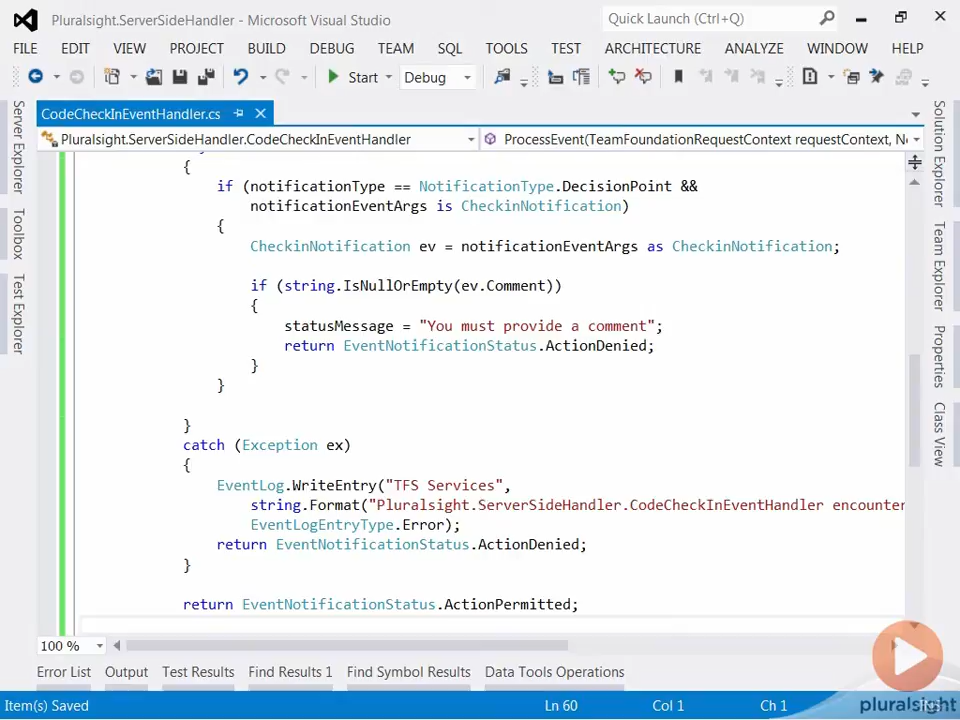 Pluralsight.ServerSideHandler - Microsoft Visual Studio
Quick Launch (Ctrl+Q)
FILE EDIT VIEW PROJECT BUILD DEBUG TEAM SQL TOOLS TEST ARCHITECTURE ANALYZE WINDOW HELP
Start Debug
CodeCheckInEventHandler.cs
Pluralsight.ServerSideHandler.CodeCheckInEventHandler
ProcessEvent(TeamFoundationRequestContext requestContext, N
Server Explorer
Toolbox
Test Explorer
Solution Explorer
Team Explorer
Properties
Class View
{
if (notificationType == NotificationType.DecisionPoint &&
notificationEventArgs is CheckinNotification)
{
CheckinNotification ev = notificationEventArgs as CheckinNotification;
if (string.IsNullOrEmpty(ev.Comment))
{
statusMessage = "You must provide a comment";
return EventNotificationStatus.ActionDenied;
}
}
}
catch (Exception ex)
{
EventLog.WriteEntry("TFS Services",
string.Format("Pluralsight.ServerSideHandler.CodeCheckInEventHandler encounter
EventLogEntryType.Error);
return EventNotificationStatus.ActionDenied;
}
return EventNotificationStatus.ActionPermitted;
100 %
Error List Output Test Results Find Results 1 Find Symbol Results Data Tools Operations
Item(s) Saved Ln 60 Col 1 Ch 1
pluralsight